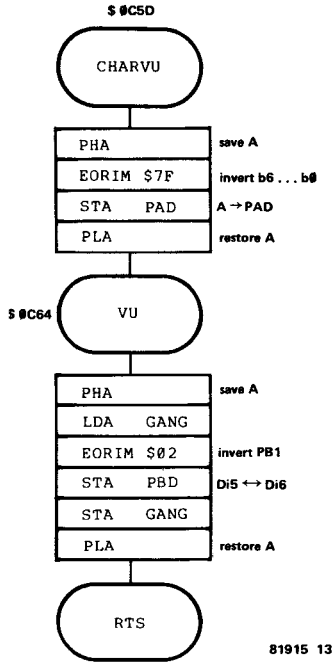 $ 0C5D
CHARVU
PHA save A
EORIM $7F invert b6 ... b0
STA PAD A → PAD
PLA restore A
$ 0C64 VU
PHA save A
LDA GANG
EORIM $02 invert PB1
STA PBD Di5 ↔ Di6
STA GANG
PLA restore A
RTS
81915 13